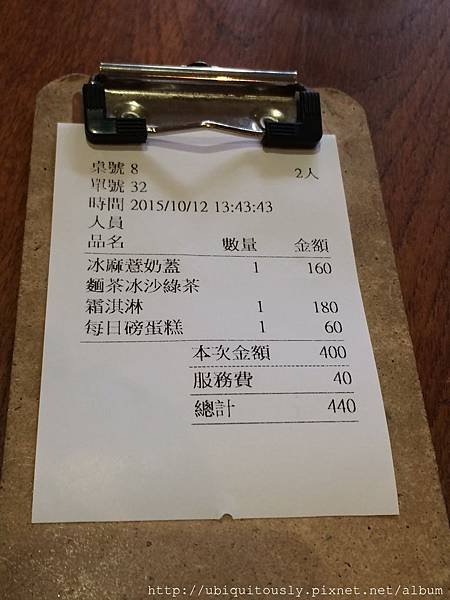 桌號 8 2人
單號 32
時間 2015/10/12 13:43:43
人員
品名 數量 金額
冰麻薏奶蓋 1 160
麵茶冰沙綠茶
霜淇淋 1 180
每日磅蛋糕 1 60
本次金額 400
服務費 40
總計 440
http://ubiquitously.pixnet.net/album